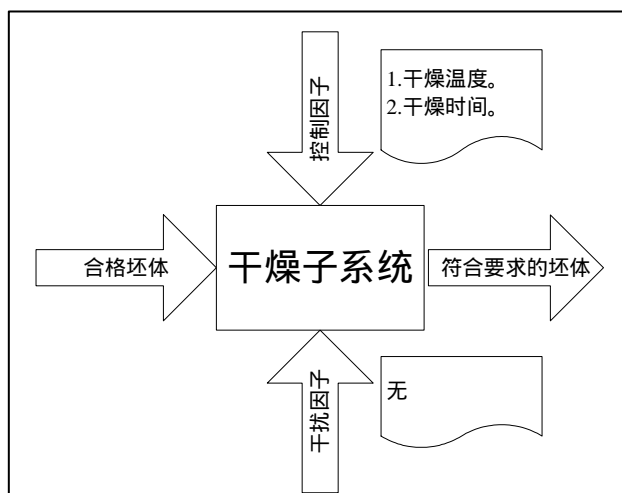 控制因子
1.干燥温度。
2.干燥时间。
合格坯体
干燥子系统
符合要求的坯体
干扰因子
无